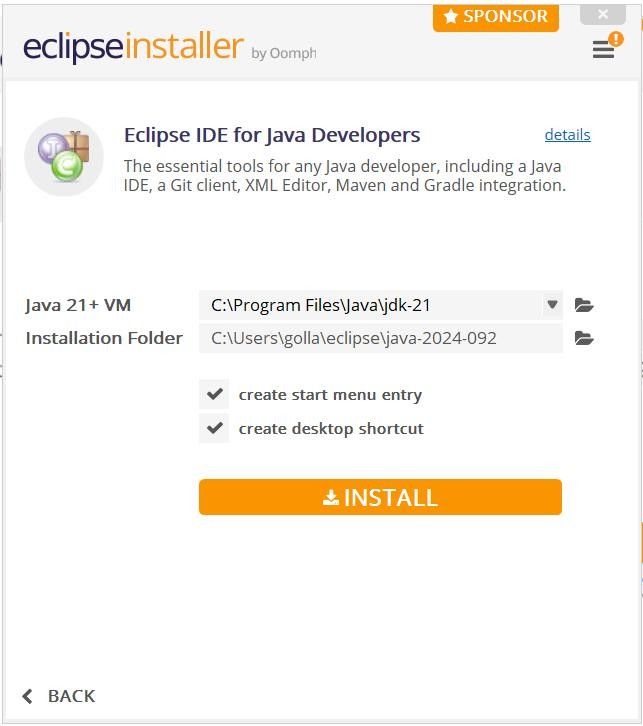 SPONSOR
eclipseinstaller by Oomph
Eclipse IDE for Java Developers details
The essential tools for any Java developer, including a Java
IDE, a Git client, XML Editor, Maven and Gradle integration.
Java 21+ VM C:\Program Files\Java\jdk-21
Installation Folder C:\Users\golla\eclipse\java-2024-092
create start menu entry
create desktop shortcut
INSTALL
BACK